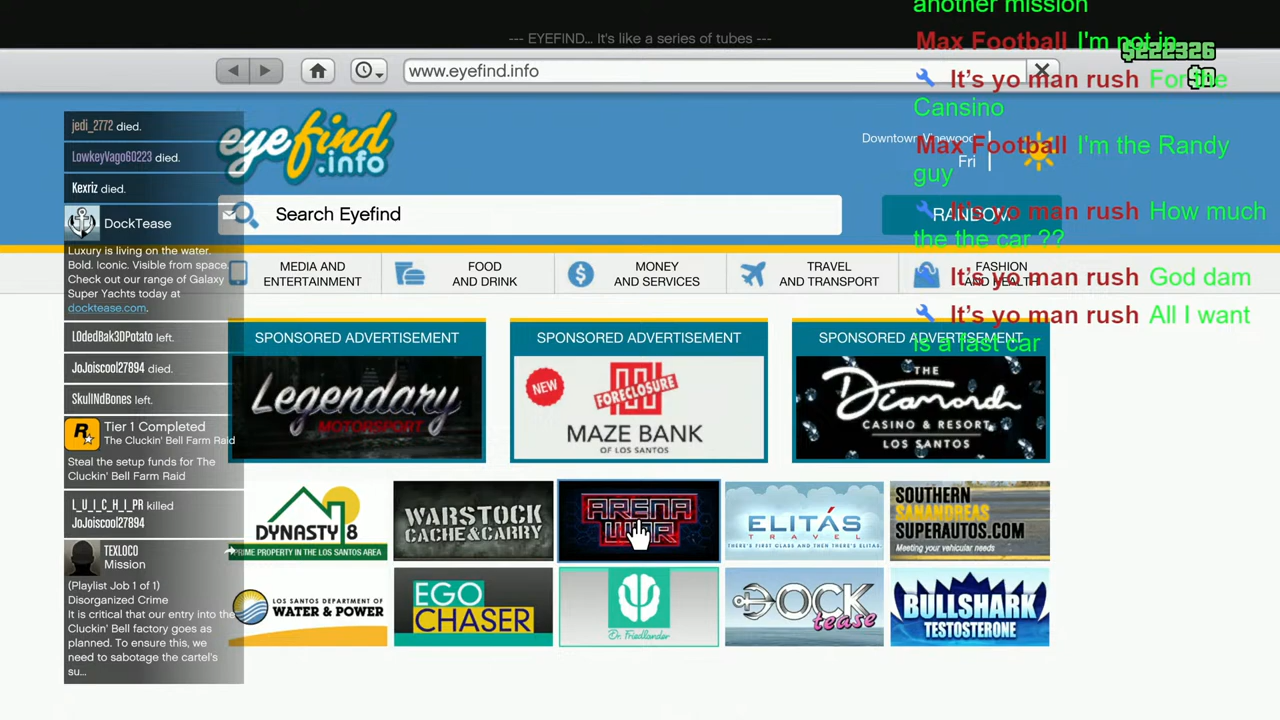 another mission
Max Football I'm not in
$222326
$0
It's yo man rush For the
Cansino
Max Football I'm the Randy
guy
It's yo man rush How much
the the car ??
It's yo man rush God dam
It's yo man rush All I want
is a fast car
--- EYEFIND... It's like a series of tubes ---
www.eyefind.info
eyefind
.info
Downtown Vinewood
Fri
Search Eyefind
RANDOM
MEDIA AND
ENTERTAINMENT
FOOD
AND DRINK
MONEY
AND SERVICES
TRAVEL
AND TRANSPORT
FASHION
AND HEALTH
jedi_2772 died.
LowkeyVago60223 died.
Kexriz died.
DockTease
Luxury is living on the water.
Bold. Iconic. Visible from space.
Check out our range of Galaxy
Super Yachts today at
docktease.com.
L0dedBak3DPotato left.
JoJoiscool27894 died.
SkullNdBones left.
Tier 1 Completed
The Cluckin' Bell Farm Raid
Steal the setup funds for The
Cluckin' Bell Farm Raid
L_U_I_C_H_I_PR killed
JoJoiscool27894
TEXLOCO
Mission
(Playlist Job 1 of 1)
Disorganized Crime
It is critical that our entry into the
Cluckin' Bell factory goes as
planned. To ensure this, we
need to sabotage the cartel's
su...
SPONSORED ADVERTISEMENT
Legendary
MOTORSPORT
SPONSORED ADVERTISEMENT
NEW
FORECLOSURE
MAZE BANK
OF LOS SANTOS
SPONSORED ADVERTISEMENT
THE
Diamond
CASINO & RESORT
LOS SANTOS
DYNASTY 8
PRIME PROPERTY IN THE LOS SANTOS AREA
WARSTOCK
CACHE & CARRY
ARENA
WAR
ELITÁS
TRAVEL
THERE'S FIRST CLASS AND THEN THERE'S ELITAS.
SOUTHERN
SANANDREAS
SUPERAUTOS.COM
Meeting your vehicular needs
LOS SANTOS DEPARTMENT OF
WATER & POWER
EGO
CHASER
Dr. Friedlander
DOCK
tease
BULLSHARK
TESTOSTERONE